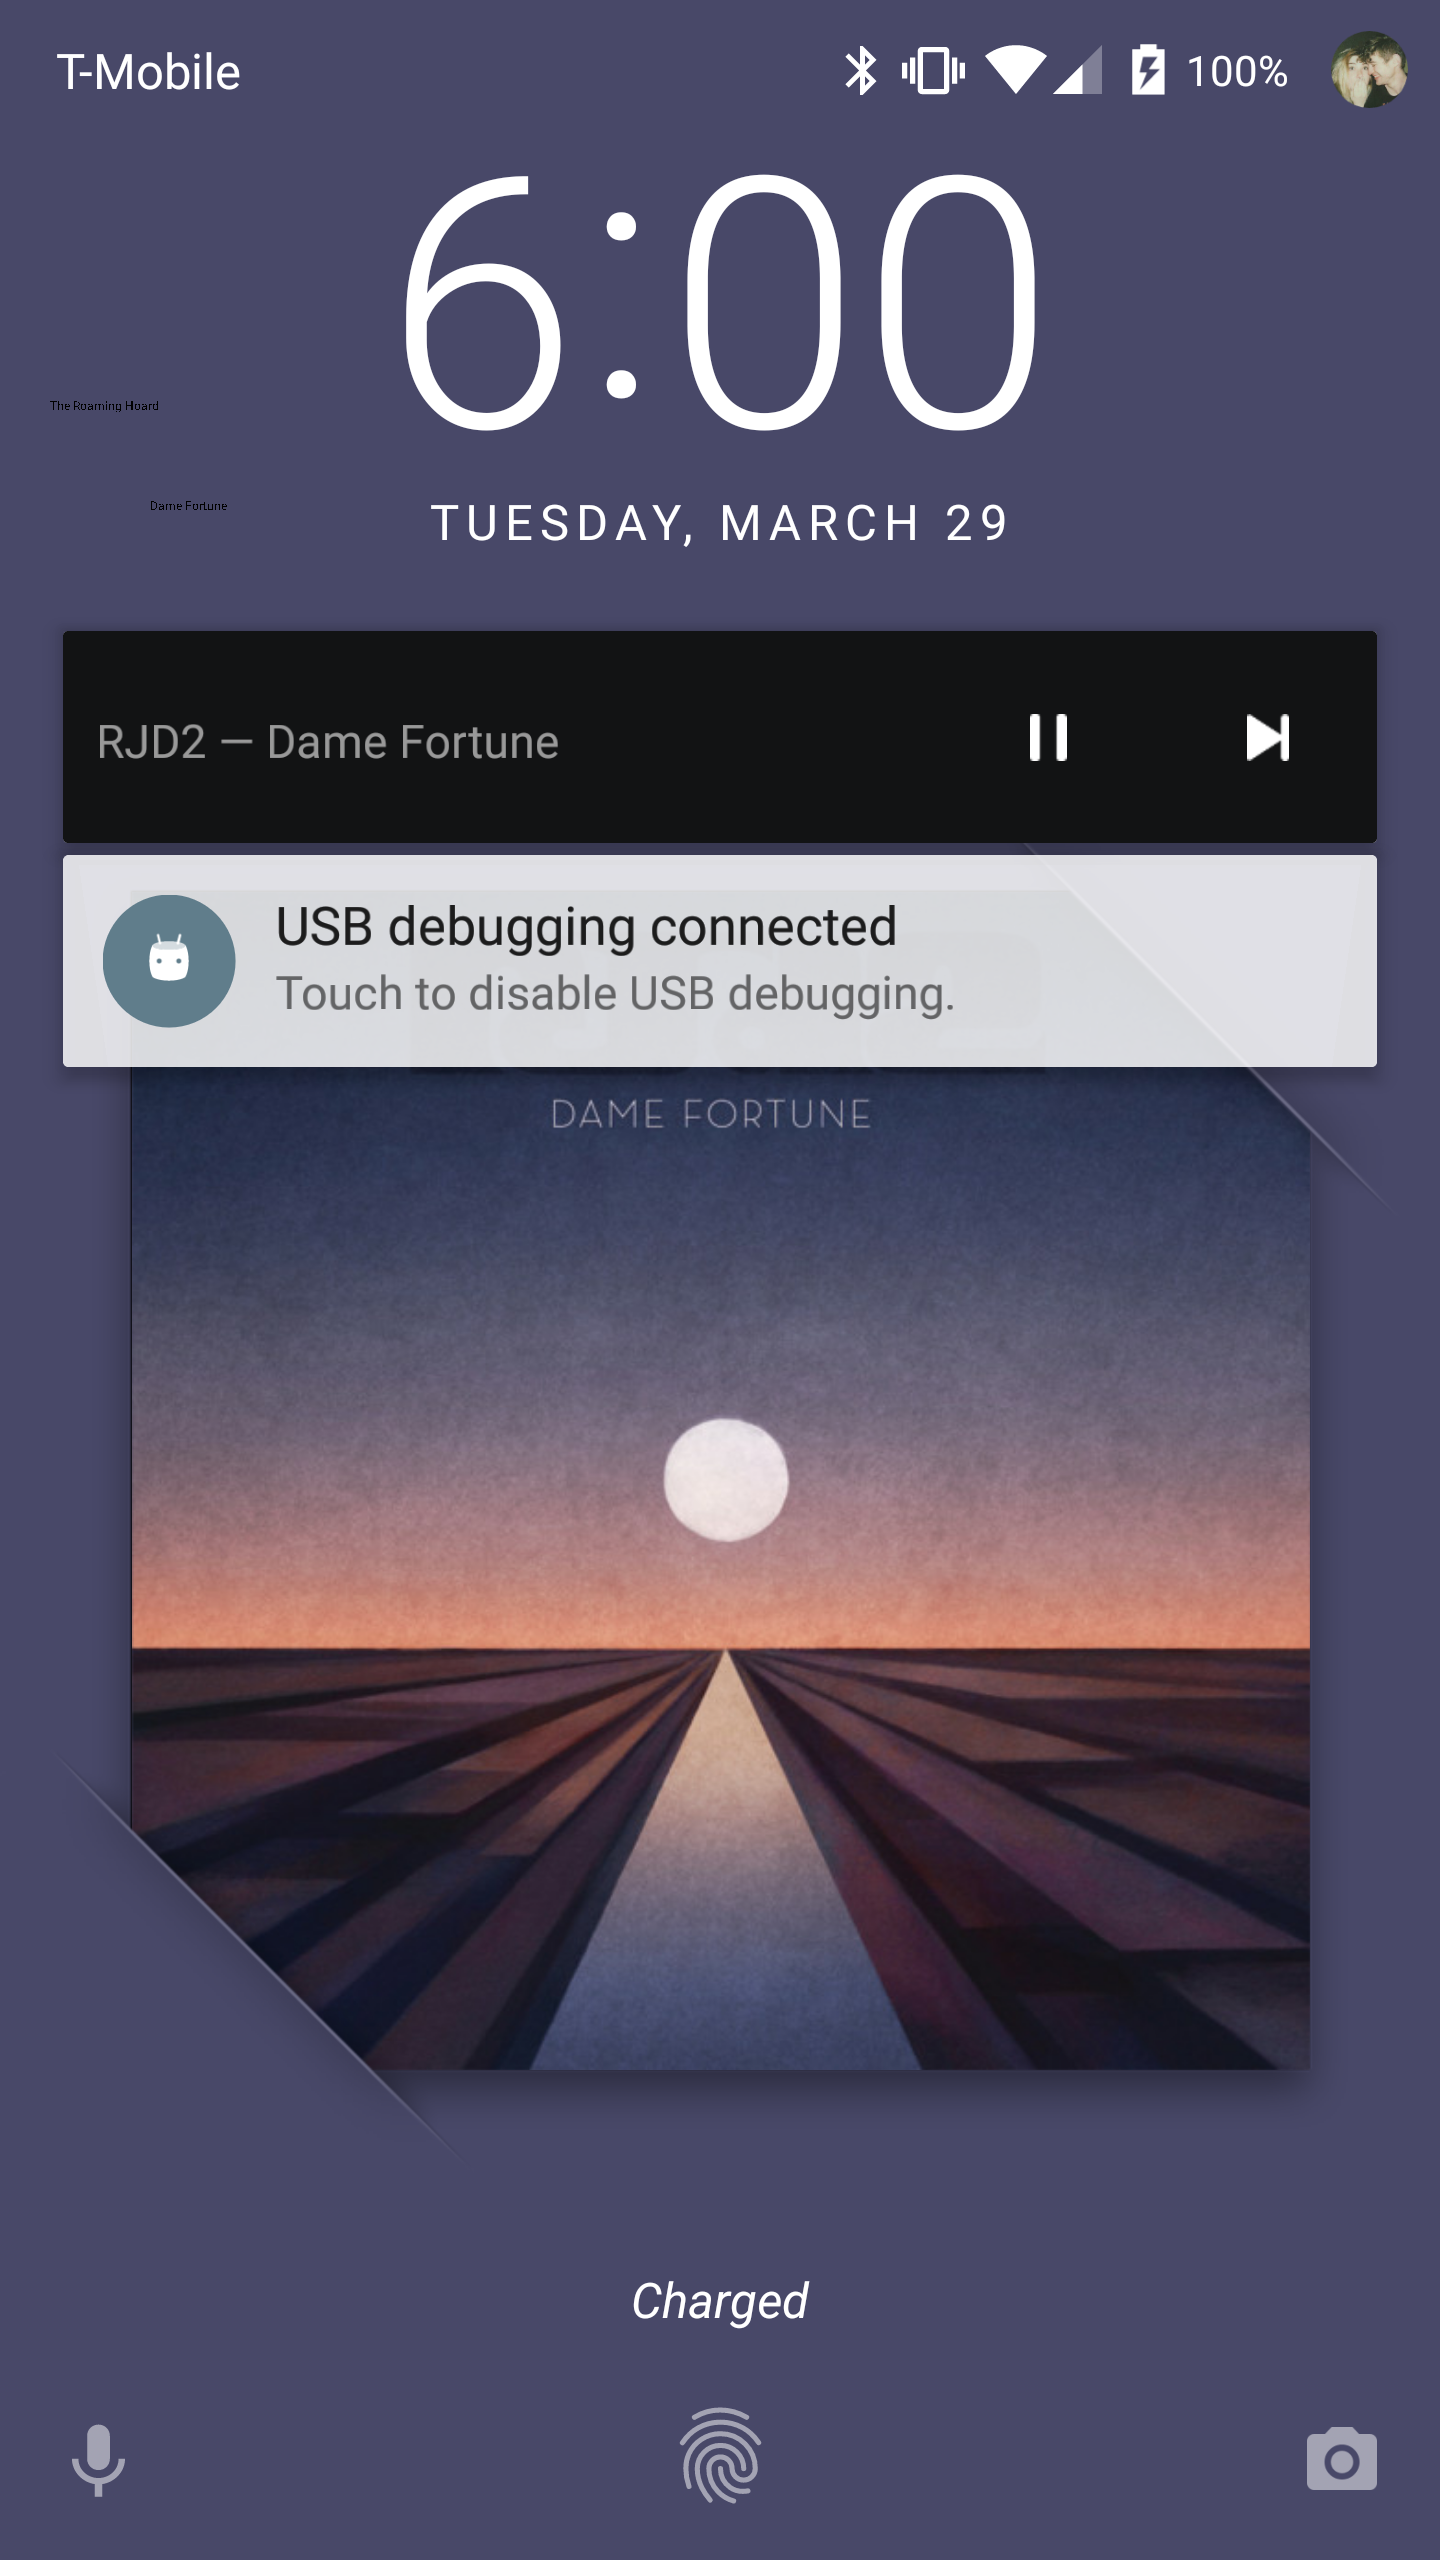 T-Mobile 100%
6:00
The Roaming Hoard
Dame Fortune
TUESDAY, MARCH 29
RJD2 — Dame Fortune
USB debugging connected
Touch to disable USB debugging.
DAME FORTUNE
Charged